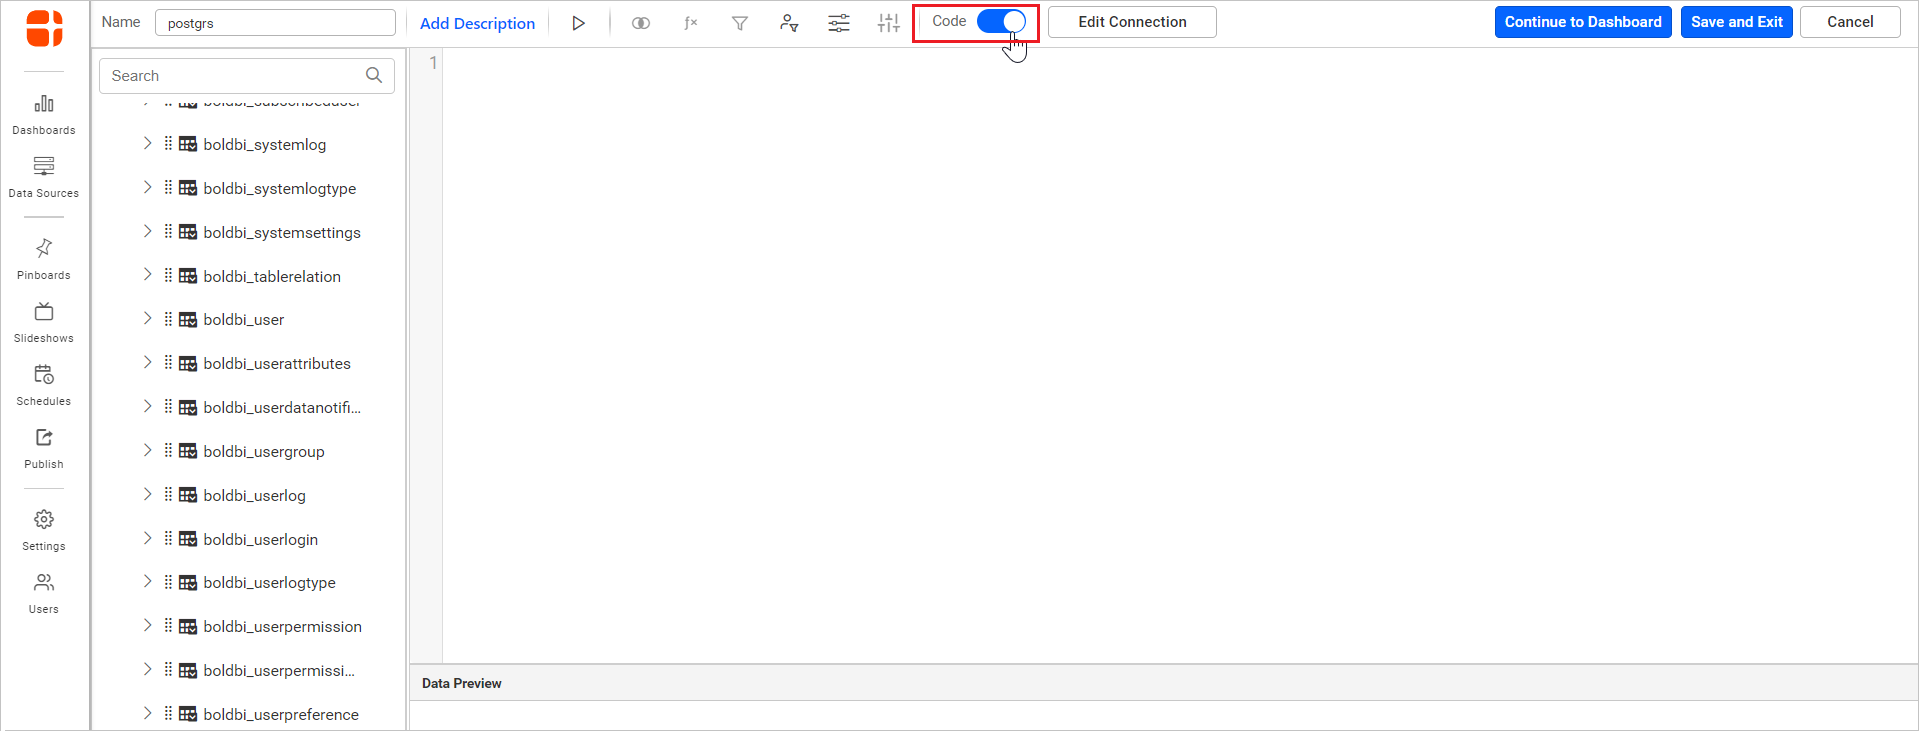 Name postgrs Add Description Code Edit Connection Continue to Dashboard Save and Exit Cancel
Dashboards
Data Sources
Pinboards
Slideshows
Schedules
Publish
Settings
Users
Search
boldbi_subscribeduser
boldbi_systemlog
boldbi_systemlogtype
boldbi_systemsettings
boldbi_tablerelation
boldbi_user
boldbi_userattributes
boldbi_userdatanotifi...
boldbi_usergroup
boldbi_userlog
boldbi_userlogin
boldbi_userlogtype
boldbi_userpermission
boldbi_userpermissi...
boldbi_userpreference
1
Data Preview